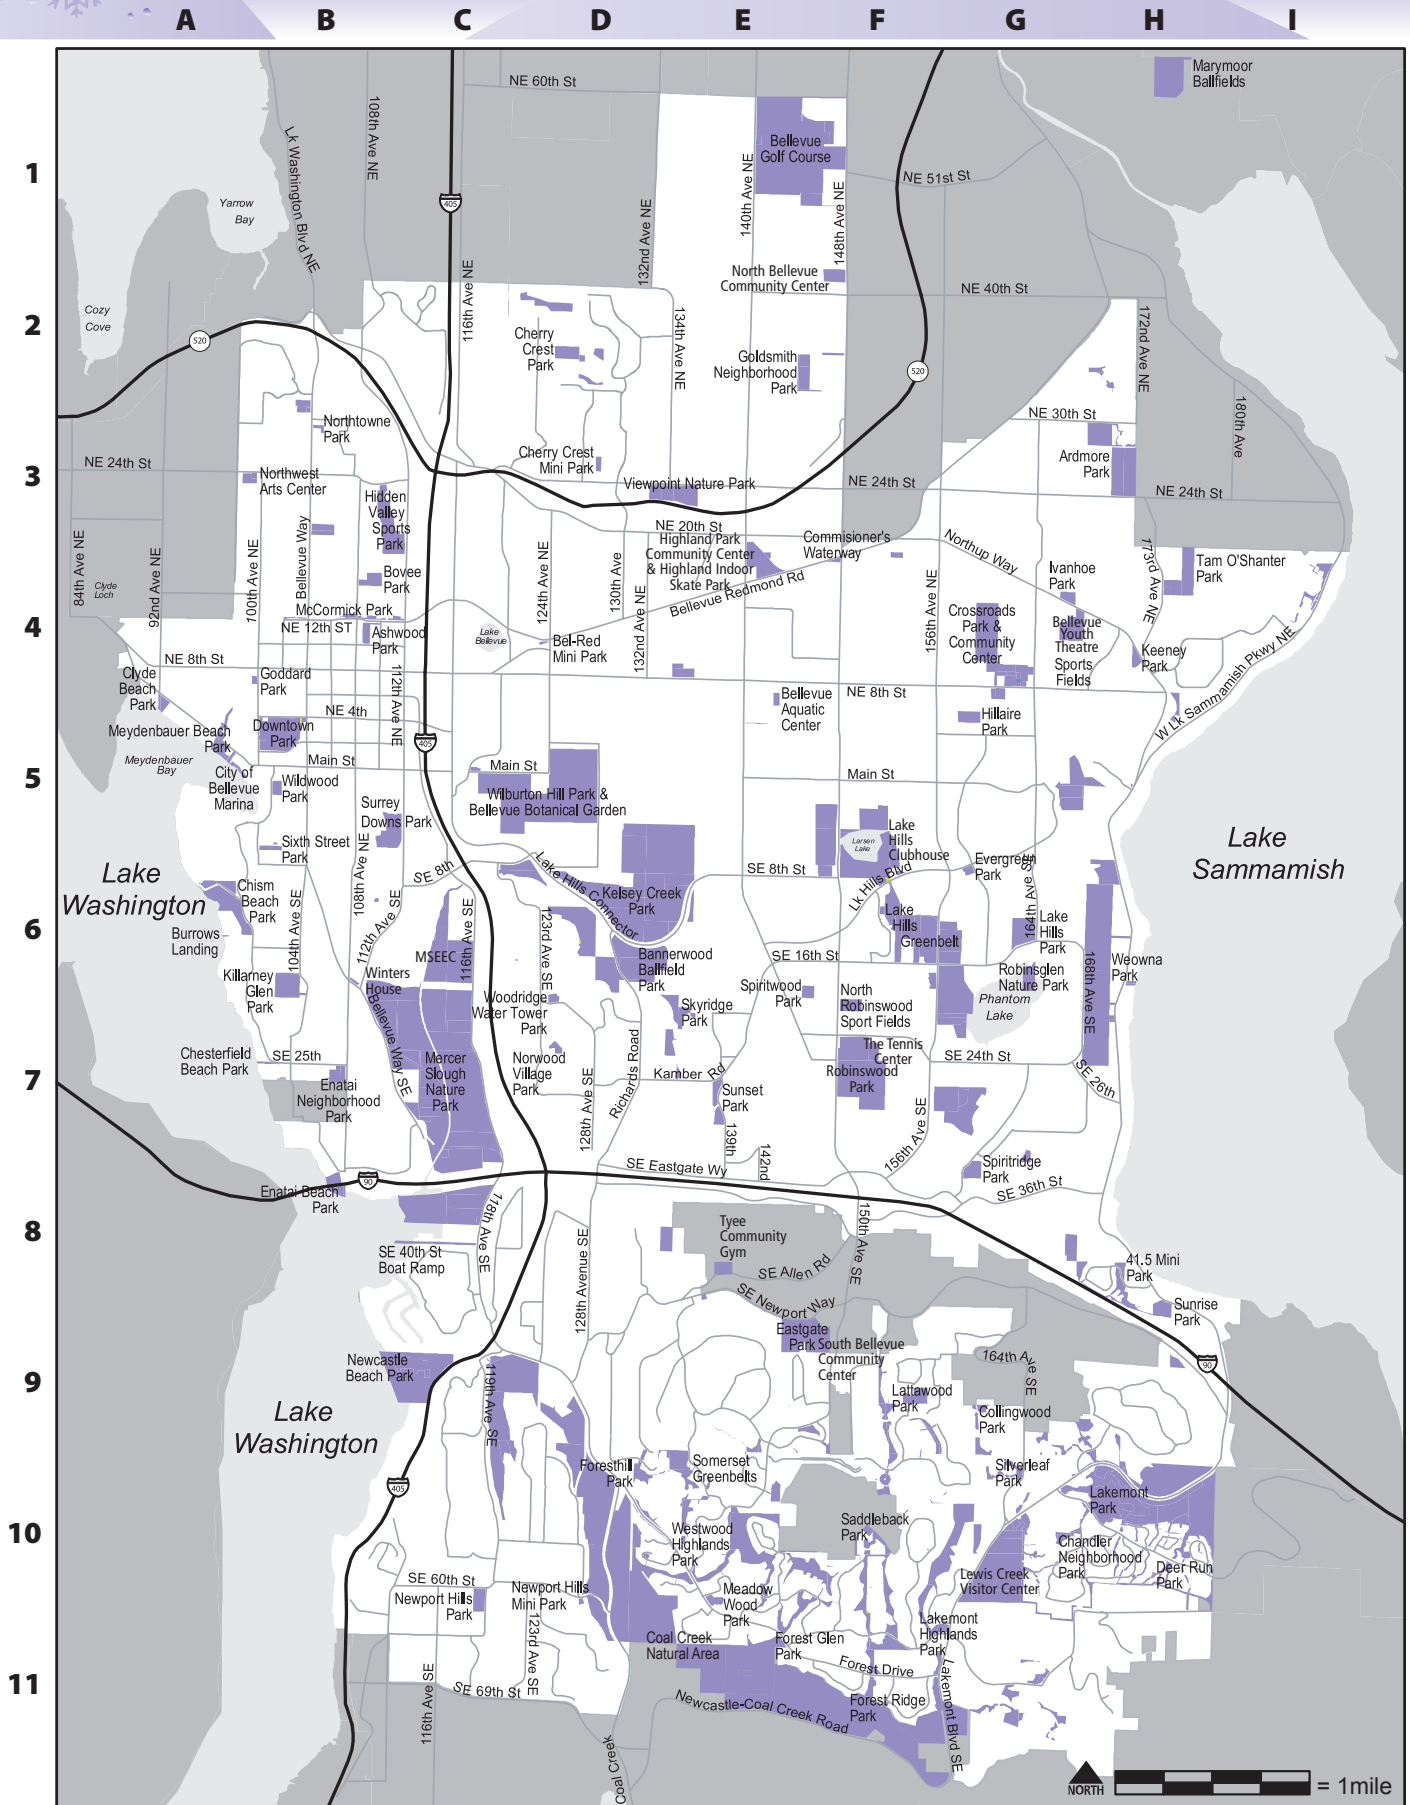 A B C D E F G H I
1
2
3
4
5
6
7
8
9
10
11
Marymoor
Ballfields
NE 60th St
108th Ave NE
Lk Washington Blvd NE
405
Bellevue
Golf Course
140th Ave NE
148th Ave NE
NE 51st St
Yarrow
Bay
132nd Ave NE
116th Ave NE
North Bellevue
Community Center
NE 40th St
Cozy
Cove
520
Cherry
Crest
Park
134th Ave NE
Goldsmith
Neighborhood
Park
520
172nd Ave NE
180th Ave
NE 30th St
Northtowne
Park
Cherry Crest
Mini Park
Ardmore
Park
NE 24th St
Northwest
Arts Center
Viewpoint Nature Park
NE 24th St
NE 24th St
Hidden
Valley
Sports
Park
Bellevue Way
NE 20th St
Highland Park
Community Center
& Highland Indoor
Skate Park
Commisioner's
Waterway
Northup Way
84th Ave NE
92nd Ave NE
100th Ave NE
Clyde
Loch
Bovee
Park
124th Ave NE
130th Ave
132nd Ave NE
Bellevue Redmond Rd
156th Ave NE
Ivanhoe
Park
173rd Ave NE
Tam O'Shanter
Park
McCormick Park
NE 12th ST
Ashwood
Park
Lake
Bellevue
Bel-Red
Mini Park
Crossroads
Park &
Community
Center
Bellevue
Youth
Theatre
Sports
Fields
Keeney
Park
W Lk Sammamish Pkwy NE
NE 8th St
Clyde
Beach
Park
Goddard
Park
112th Ave NE
NE 8th St
Bellevue
Aquatic
Center
Hillaire
Park
NE 4th
Meydenbauer Beach
Park
Downtown
Park
405
Meydenbauer
Bay
Main St
Main St
Main St
City of
Bellevue
Marina
Wildwood
Park
Wilburton Hill Park &
Bellevue Botanical Garden
Surrey
Downs Park
Sixth Street
Park
108th Ave NE
Larsen
Lake
Lake
Hills
Clubhouse
Lake
Sammamish
SE 8th
Lake Hills Connector
SE 8th St
Evergreen
Park
Lk Hills Blvd
164th Ave SE
Lake
Washington
Chism
Beach
Park
Kelsey Creek
Park
Burrows
Landing
104th Ave SE
112th Ave SE
116th Ave SE
123rd Ave SE
Lake
Hills
Greenbelt
Lake
Hills
Park
MSEEC
Bannerwood
Ballfield
Park
SE 16th St
168th Ave SE
Weowna
Park
Killarney
Glen
Park
Winters
House
Woodridge
Water Tower
Park
Skyridge
Park
Spiritwood
Park
North
Robinswood
Sport Fields
Robinsglen
Nature Park
Phantom
Lake
Bellevue Way SE
Richards Road
The Tennis
Center
Robinswood
Park
Chesterfield
Beach Park
SE 25th
Mercer
Slough
Nature
Park
Norwood
Village
Park
128th Ave SE
Kamber Rd
Sunset
Park
SE 24th St
SE 26th
Enatai
Neighborhood
Park
139th
142nd
156th Ave SE
Spiritridge
Park
SE Eastgate Wy
SE 36th St
Enatai Beach
Park
90
118th Ave SE
128th Avenue SE
Tyee
Community
Gym
150th Ave SE
SE 40th St
Boat Ramp
SE Allen Rd
SE Newport Way
41.5 Mini
Park
Sunrise
Park
Eastgate
Park
South Bellevue
Community
Center
164th Ave SE
90
Newcastle
Beach Park
119th Ave SE
Lattawood
Park
Collingwood
Park
Lake
Washington
Foresthill
Park
Somerset
Greenbelts
Silverleaf
Park
405
Lakemont
Park
Westwood
Highlands
Park
Saddleback
Park
Chandler
Neighborhood
Park
Deer Run
Park
SE 60th St
Newport Hills
Park
Newport Hills
Mini Park
Meadow
Wood
Park
Lewis Creek
Visitor Center
123rd Ave SE
Coal Creek
Natural Area
Forest Glen
Park
Lakemont
Highlands
Park
Forest Drive
116th Ave SE
SE 69th St
Newcastle-Coal Creek Road
Forest Ridge
Park
Lakemont Blvd SE
Coal Creek
NORTH
= 1mile